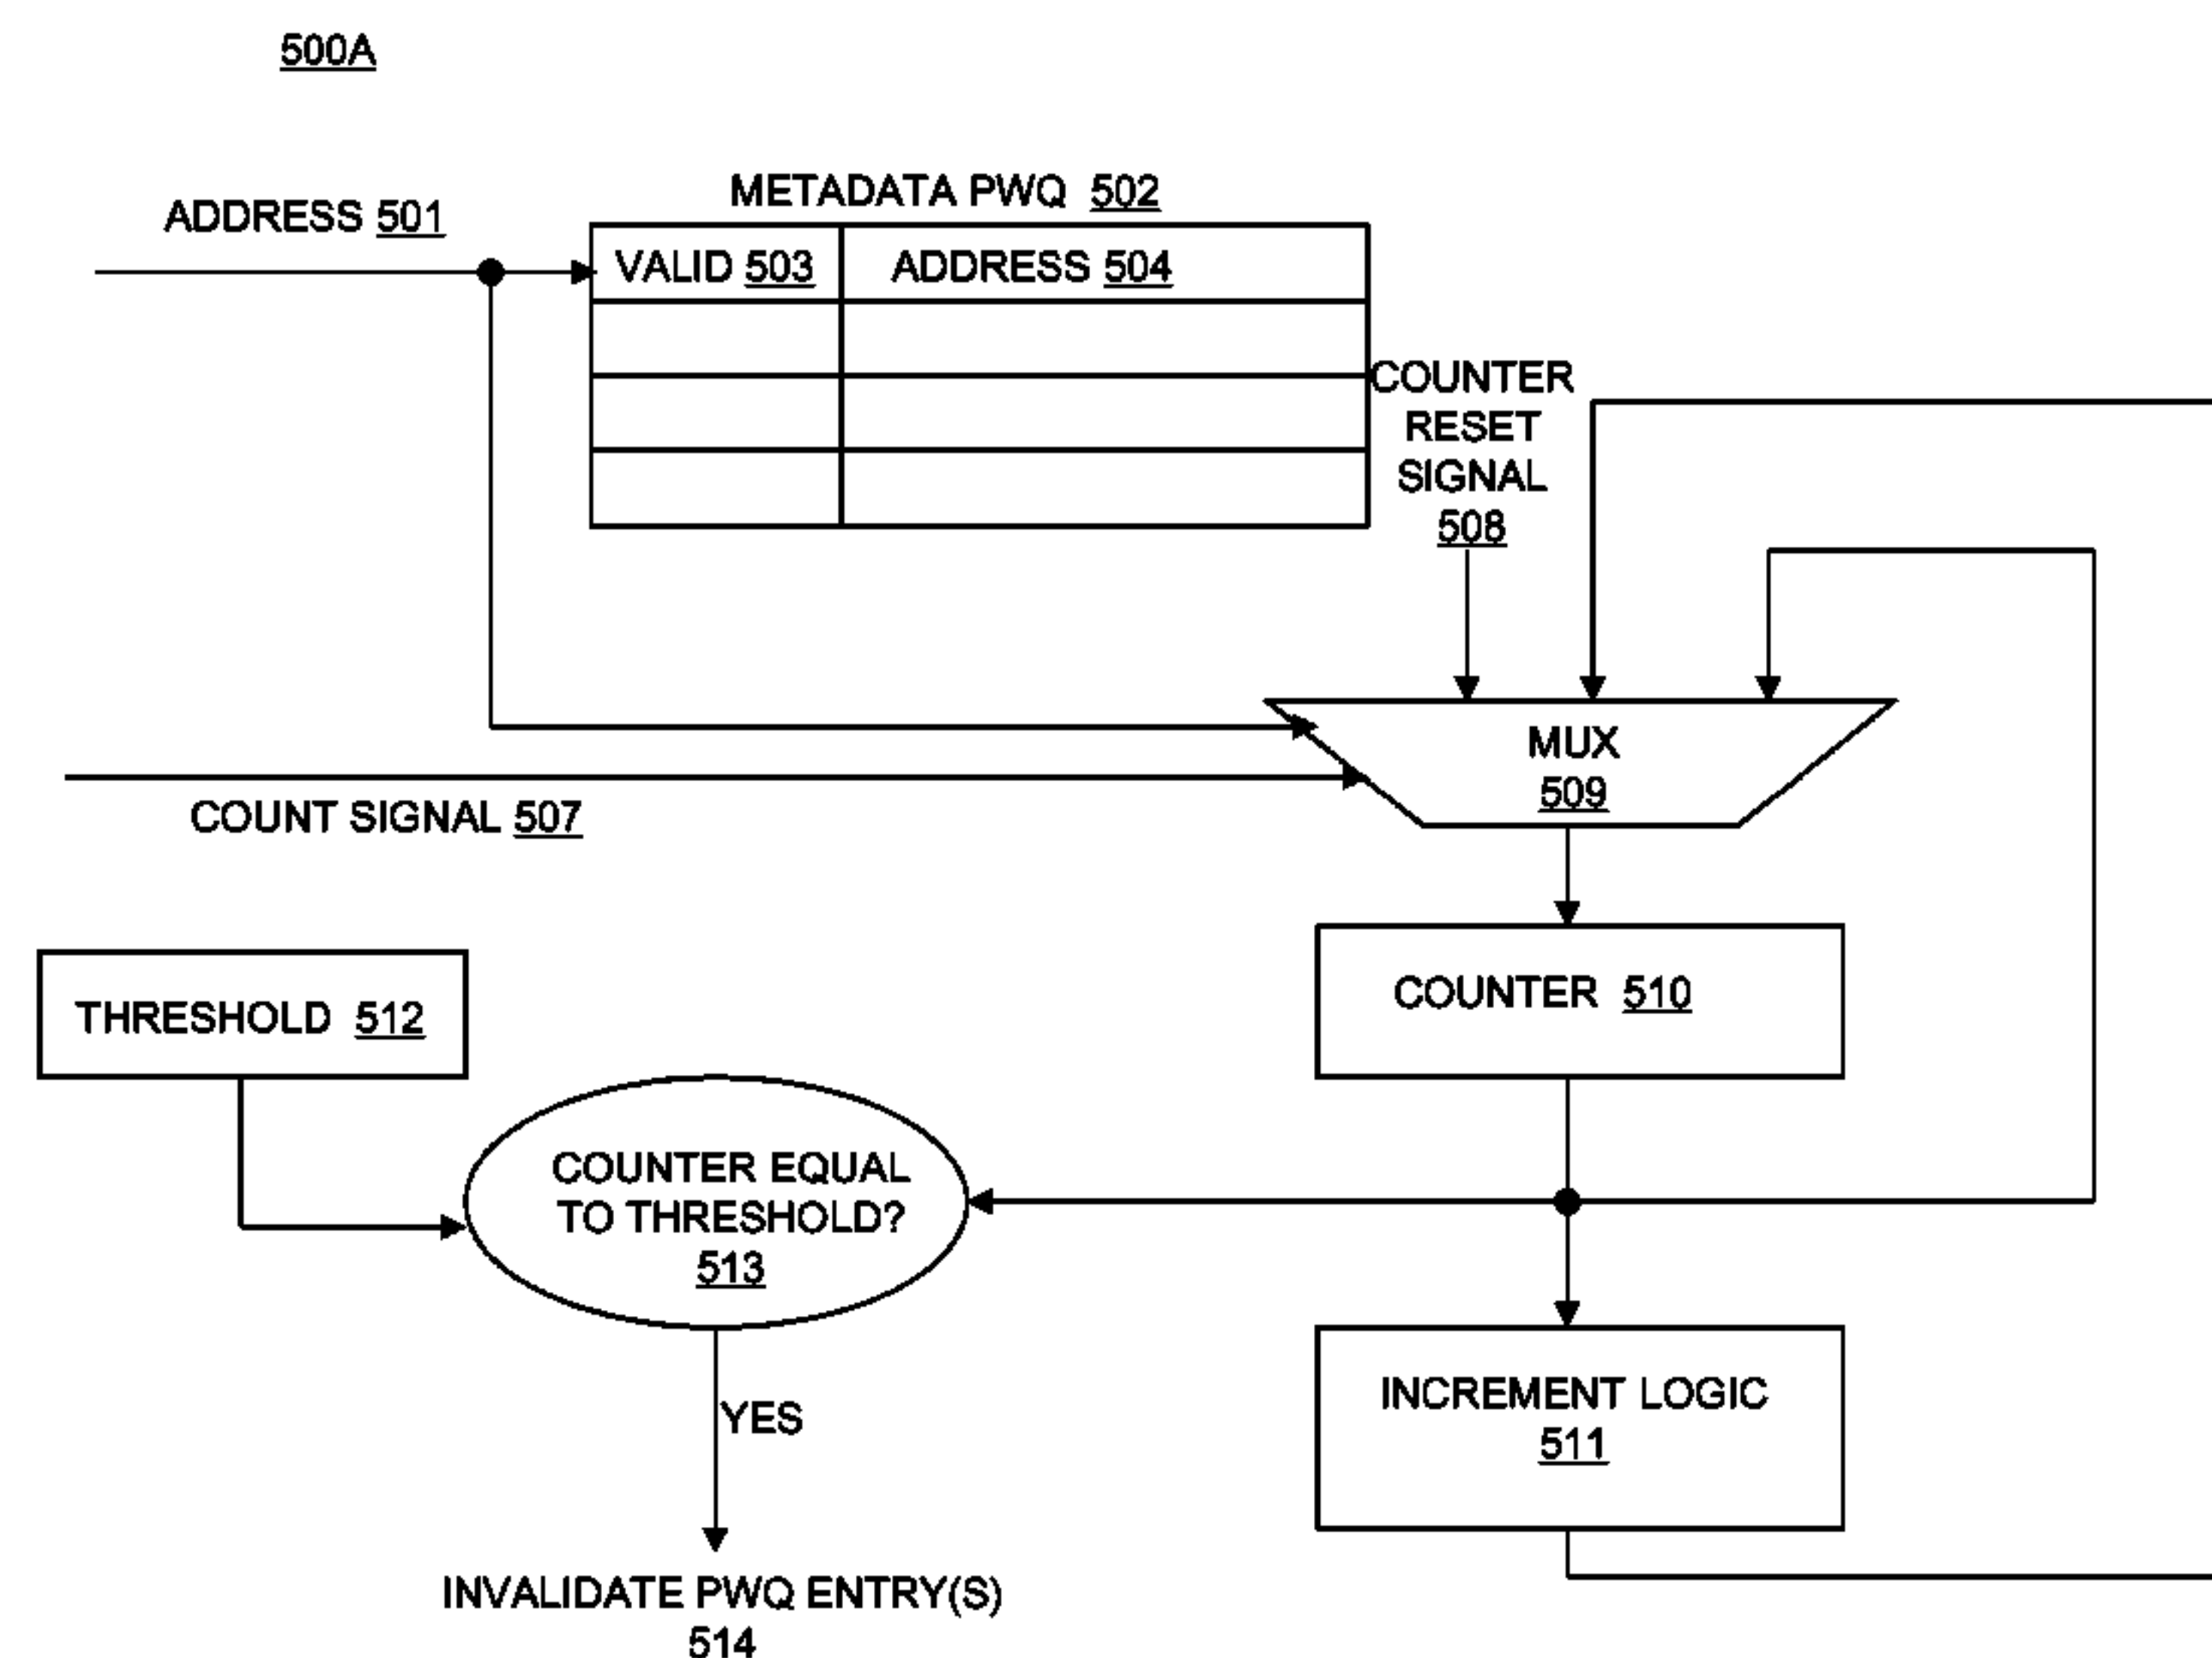 500A
METADATA PWQ 502
ADDRESS 501
VALID 503
ADDRESS 504
COUNTER
RESET
SIGNAL
508
MUX
509
COUNT SIGNAL 507
COUNTER 510
THRESHOLD 512
COUNTER EQUAL
TO THRESHOLD?
513
INCREMENT LOGIC
511
YES
INVALIDATE PWQ ENTRY(S)
514